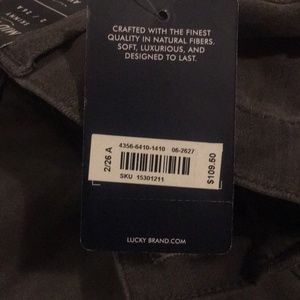 CRAFTED WITH THE FINEST
QUALITY IN NATURAL FIBERS.
SOFT, LUXURIOUS, AND
DESIGNED TO LAST.
4356-6410-1410 06-2627
2/26 A
SKU 15301211
$109.50
LUCKY BRAND.COM